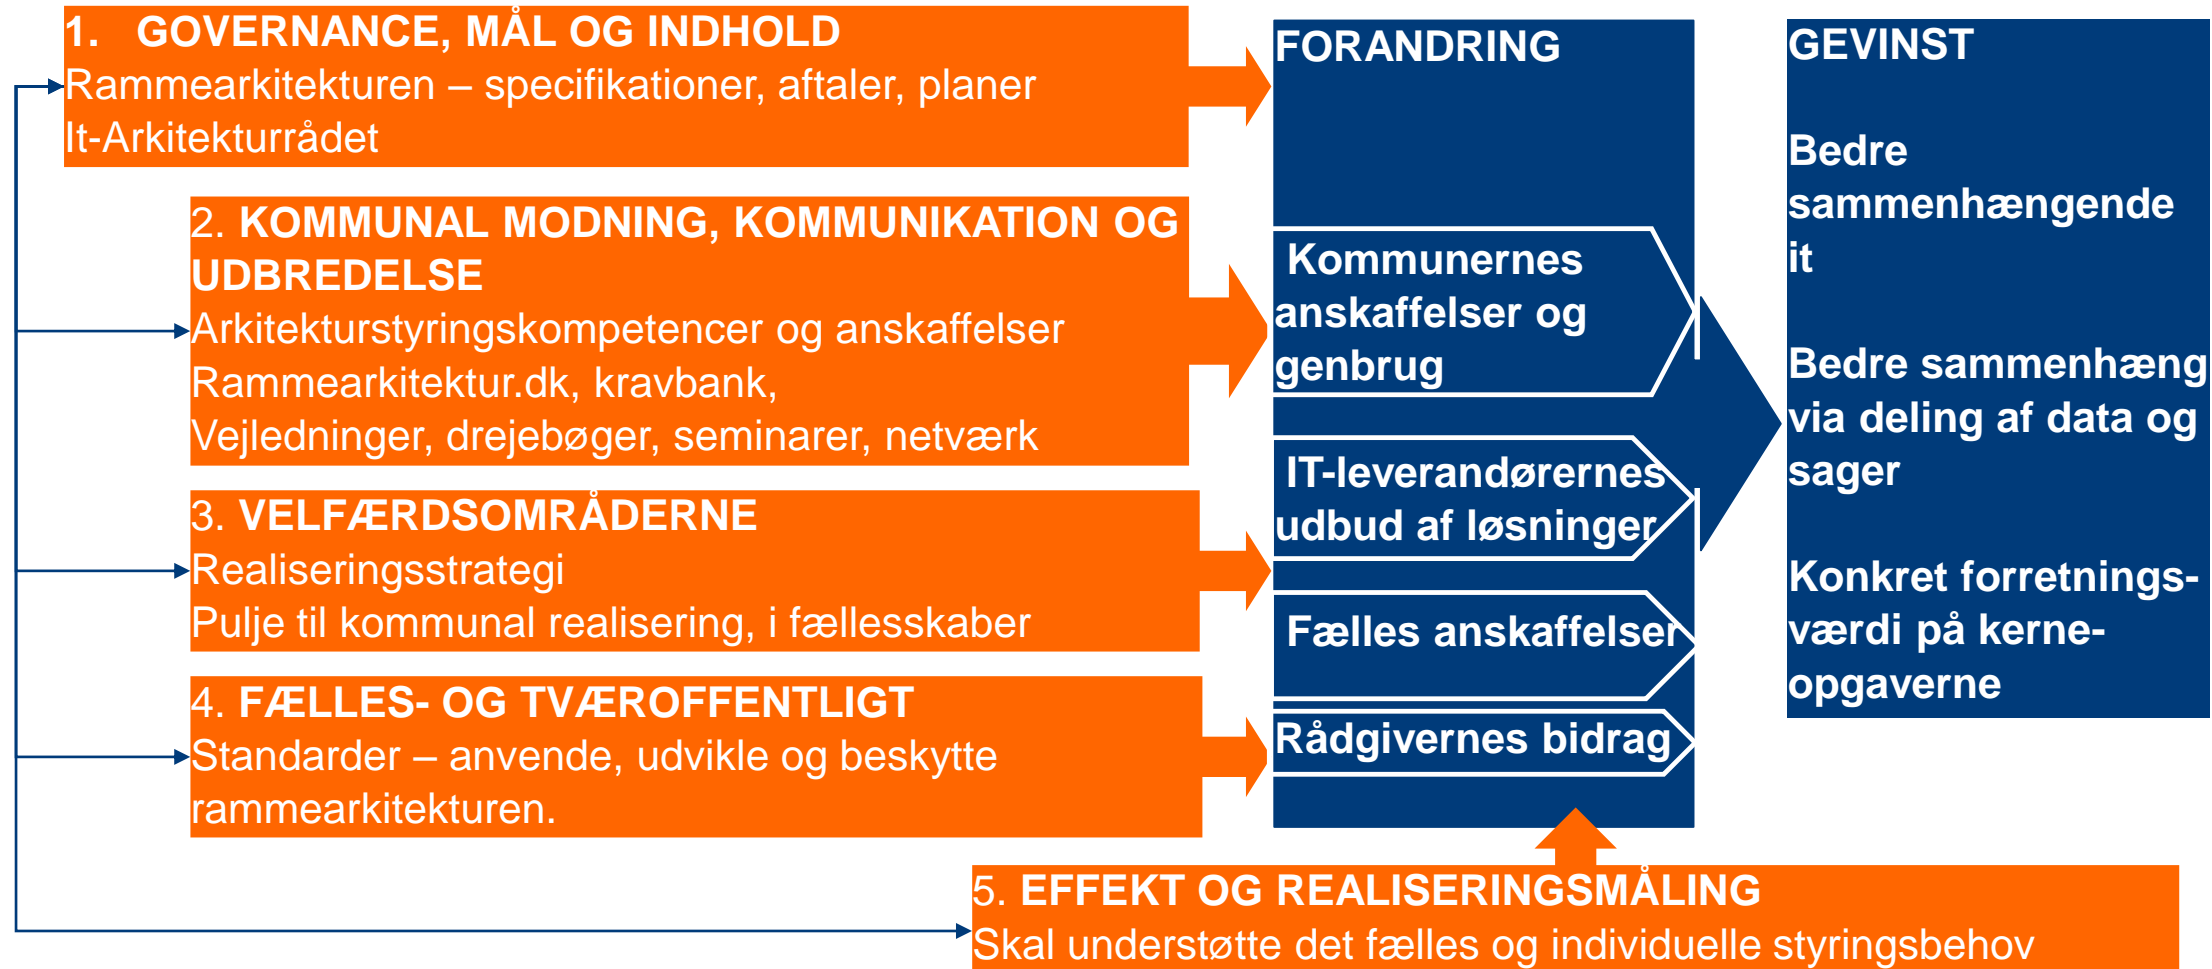 1. GOVERNANCE, MÅL OG INDHOLD
Rammearkitekturen – specifikationer, aftaler, planer
It-Arkitekturrådet
2. KOMMUNAL MODNING, KOMMUNIKATION OG
UDBREDELSE
Arkitekturstyringskompetencer og anskaffelser
Rammearkitektur.dk, kravbank,
Vejledninger, drejebøger, seminarer, netværk
3. VELFÆRDSOMRÅDERNE
Realiseringsstrategi
Pulje til kommunal realisering, i fællesskaber
4. FÆLLES- OG TVÆROFFENTLIGT
Standarder – anvende, udvikle og beskytte
rammearkitekturen.
5. EFFEKT OG REALISERINGSMÅLING
Skal understøtte det fælles og individuelle styringsbehov
FORANDRING
Kommunernes
anskaffelser og
genbrug
IT-leverandørernes
udbud af løsninger
Fælles anskaffelser
Rådgivernes bidrag
GEVINST
Bedre
sammenhængende
it
Bedre sammenhæng
via deling af data og
sager
Konkret forretnings-
værdi på kerne-
opgaverne